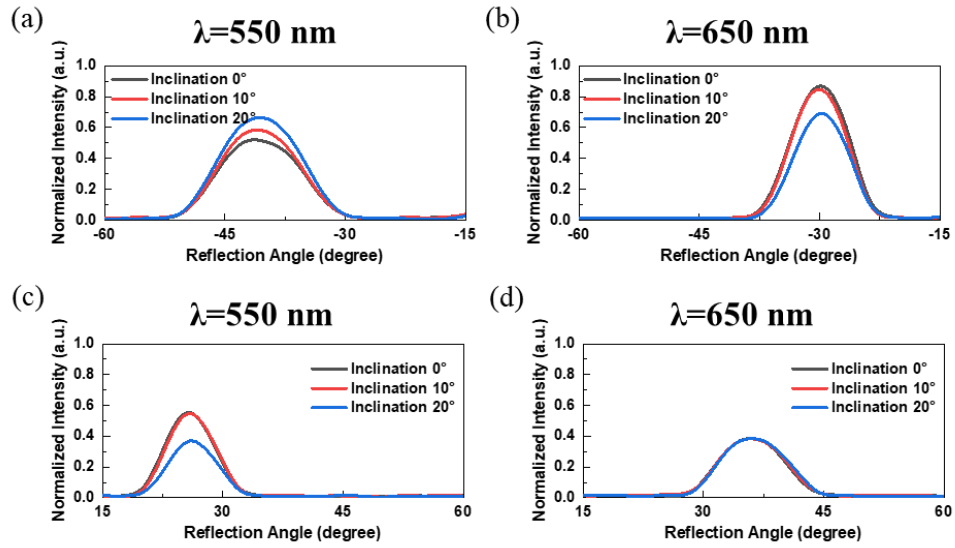 (a)
λ=550 nm
Normalized Intensity (a.u.)
1.0
0.8
0.6
0.4
0.2
0.0
Inclination 0°
Inclination 10°
Inclination 20°
-60
-45
-30
-15
Reflection Angle (degree)
(b)
λ=650 nm
Normalized Intensity (a.u.)
1.0
0.8
0.6
0.4
0.2
0.0
Inclination 0°
Inclination 10°
Inclination 20°
-60
-45
-30
-15
Reflection Angle (degree)
(c)
λ=550 nm
Normalized Intensity (a.u.)
1.0
0.8
0.6
0.4
0.2
0.0
Inclination 0°
Inclination 10°
Inclination 20°
15
30
45
60
Reflection Angle (degree)
(d)
λ=650 nm
Normalized Intensity (a.u.)
1.0
0.8
0.6
0.4
0.2
0.0
Inclination 0°
Inclination 10°
Inclination 20°
15
30
45
60
Reflection Angle (degree)